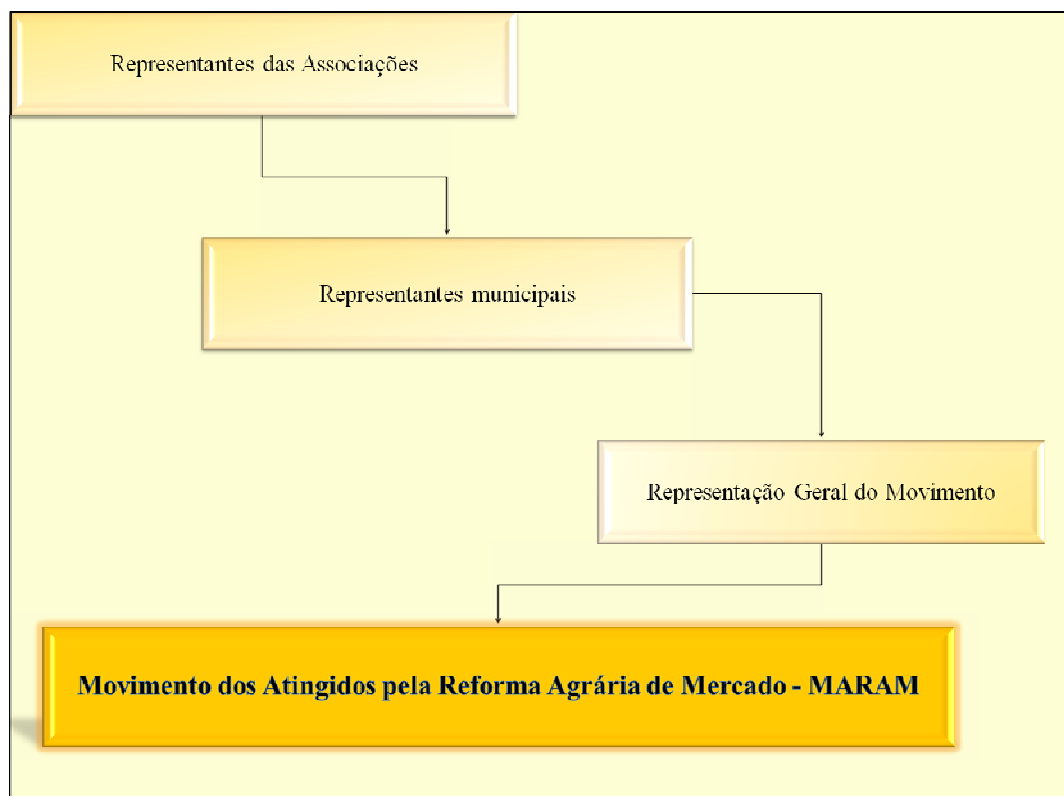 Representantes das Associações
Representantes municipais
Representação Geral do Movimento
Movimento dos Atingidos pela Reforma Agrária de Mercado - MARAM